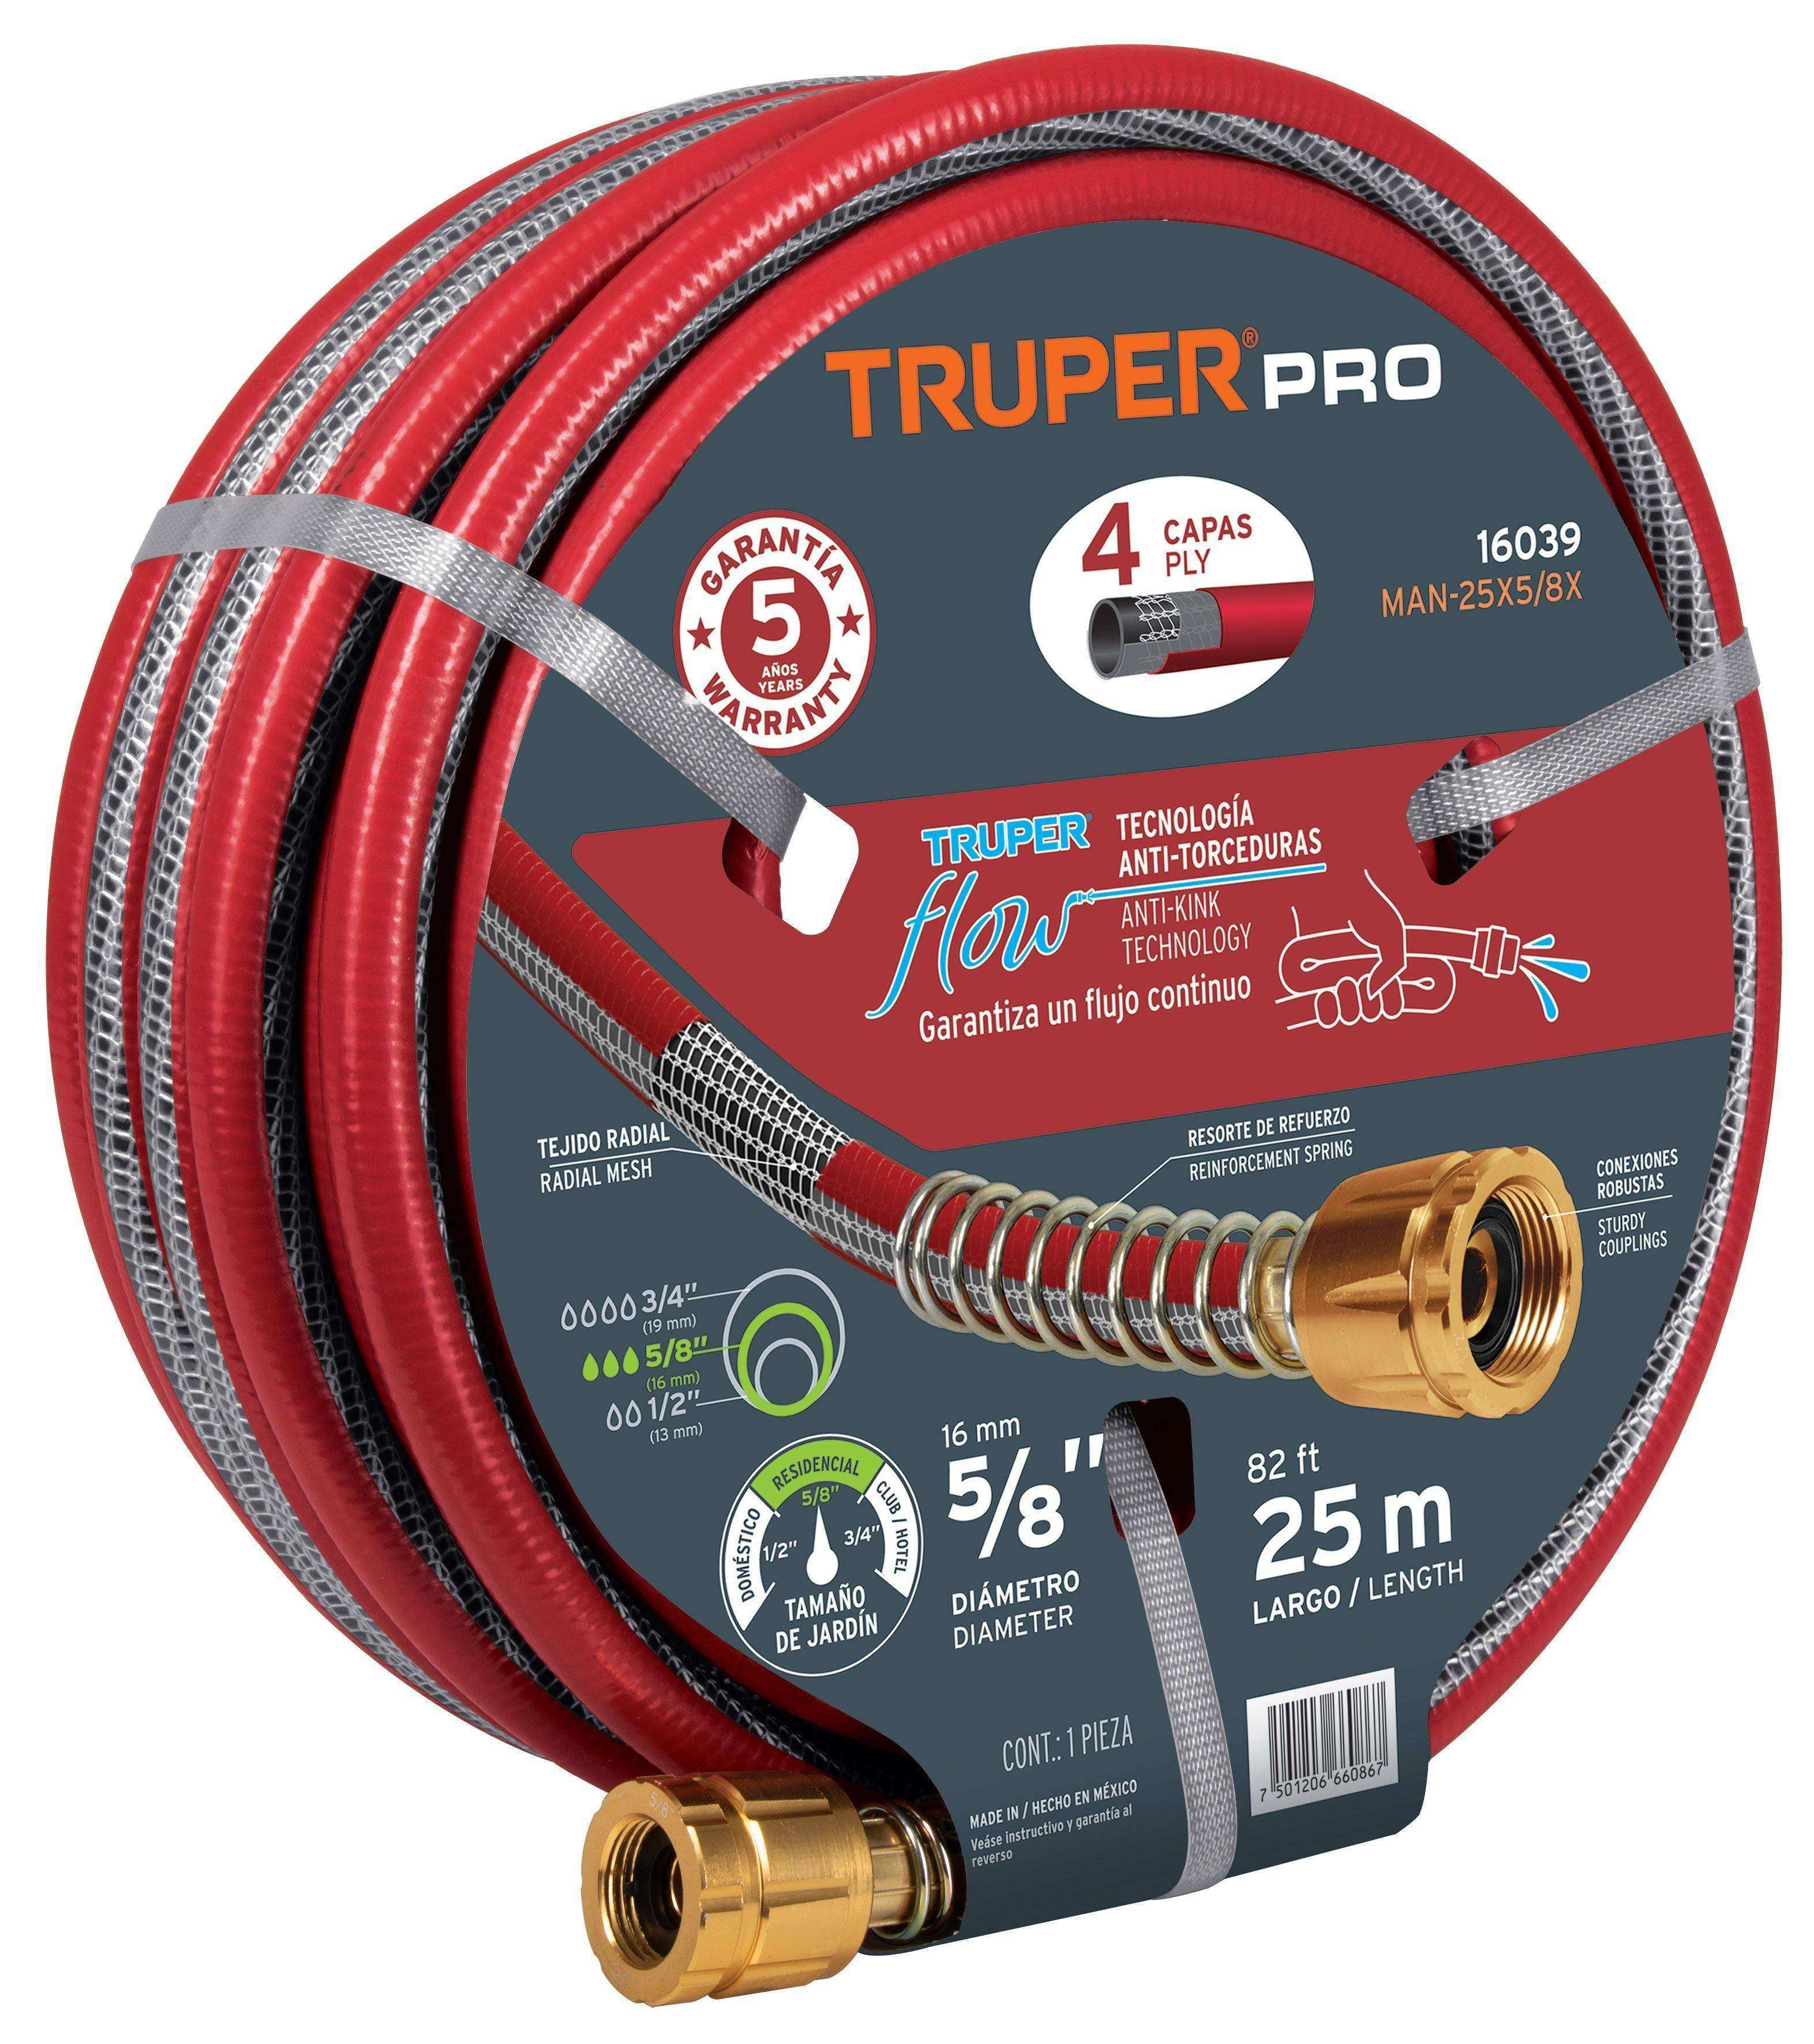 TRUPER® PRO
GARANTÍA
5
AÑOS
YEARS
WARRANTY
4 CAPAS
PLY
16039
MAN-25X5/8X
TRUPER®
flow
TECNOLOGÍA
ANTI-TORCEDURAS
ANTI-KINK
TECHNOLOGY
Garantiza un flujo continuo
TEJIDO RADIAL
RADIAL MESH
RESORTE DE REFUERZO
REINFORCEMENT SPRING
CONEXIONES
ROBUSTAS
STURDY
COUPLINGS
3/4"
(19 mm)
5/8"
(16 mm)
1/2"
(13 mm)
DOMÉSTICO
RESIDENCIAL
CLUB / HOTEL
1/2"
5/8"
3/4"
TAMAÑO
DE JARDÍN
16 mm
5/8"
DIÁMETRO
DIAMETER
82 ft
25 m
LARGO / LENGTH
CONT.: 1 PIEZA
MADE IN / HECHO EN MÉXICO
Veáse instructivo y garantía al
reverso
7 501206 660867
5/8